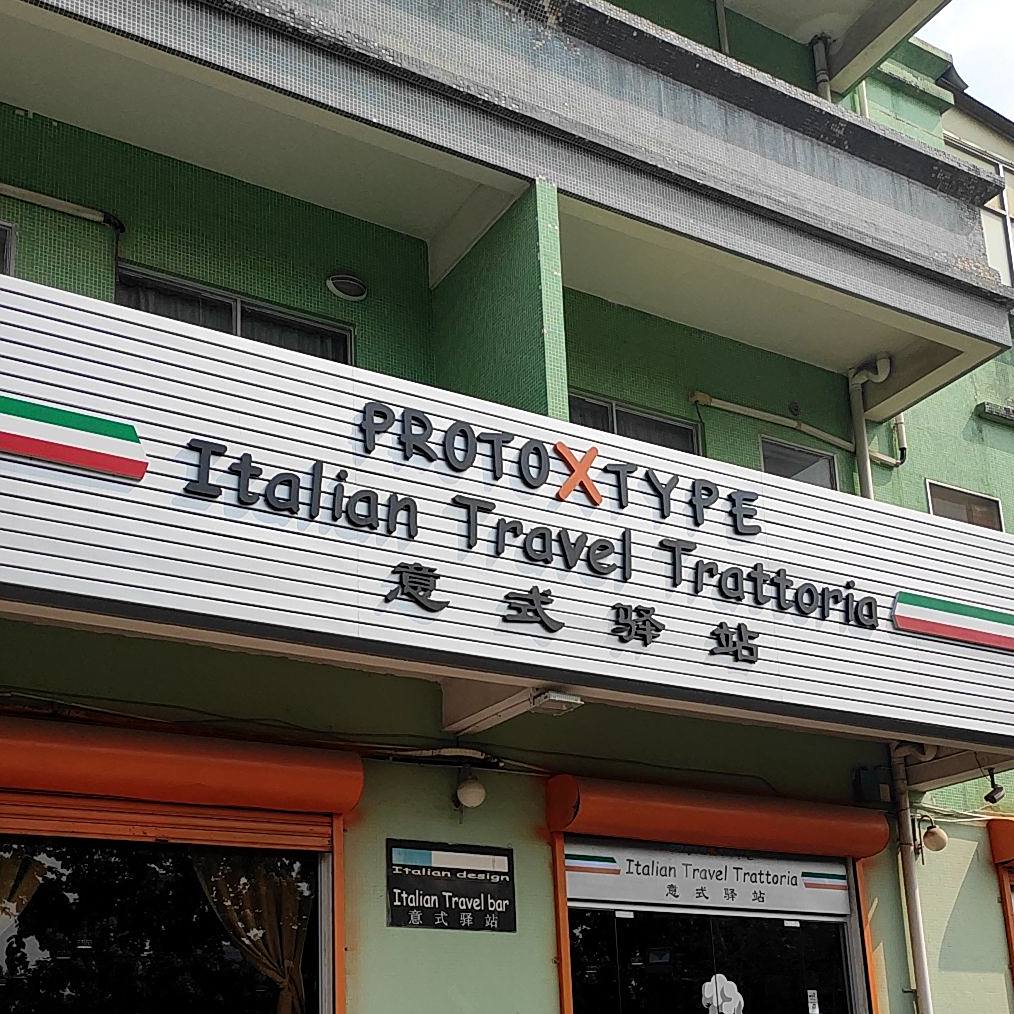 PROTOXTYPE
Italian Travel Trattoria
意式驿站
Italian design
Italian Travel bar
意式驿站
Italian Travel Trattoria
意式驿站